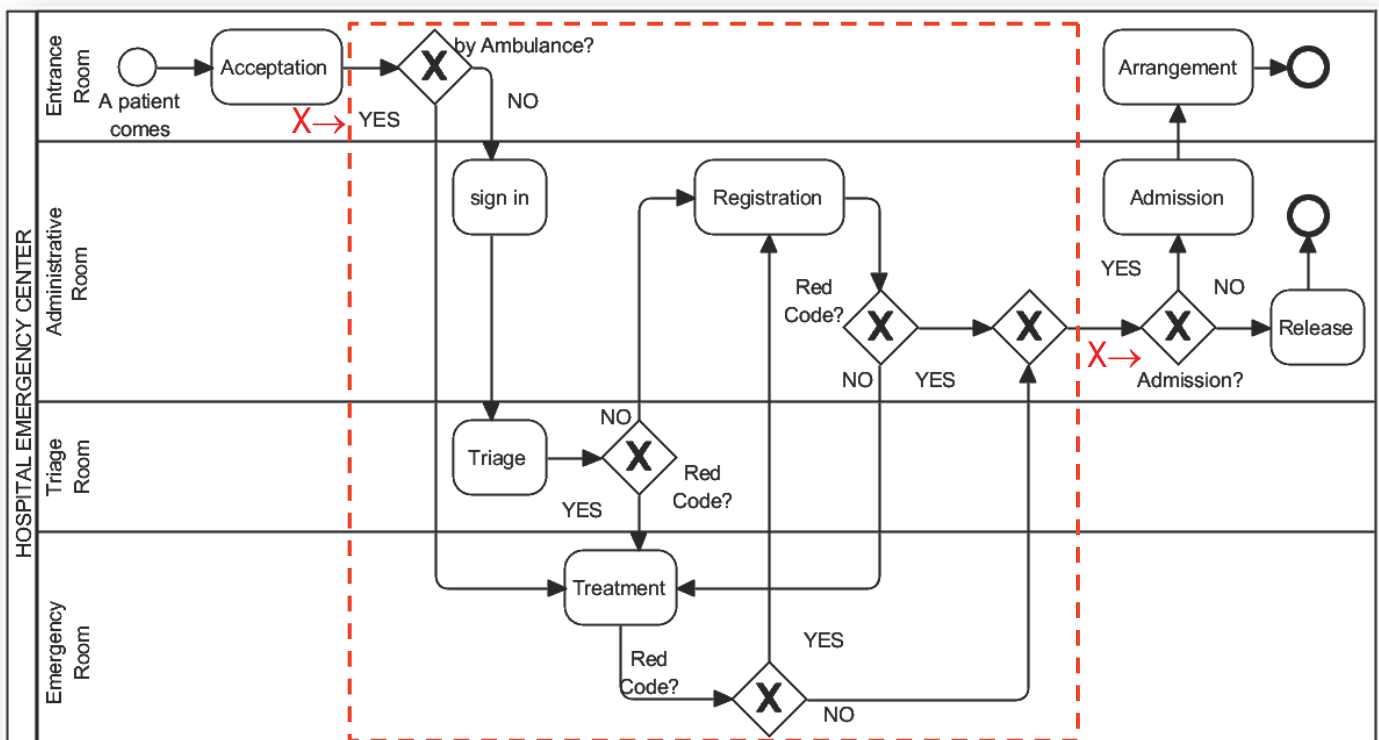 HOSPITAL EMERGENCY CENTER
Entrance
Room
A patient
comes
Acceptation
X→
YES
X
by Ambulance?
NO
Arrangement
Administrative
Room
sign in
Registration
Red
Code?
X
NO
YES
X
X→
Admission
YES
NO
X
Admission?
Release
Triage
Room
Triage
NO
X
Red
Code?
YES
Emergency
Room
Treatment
Red
Code?
YES
X
NO